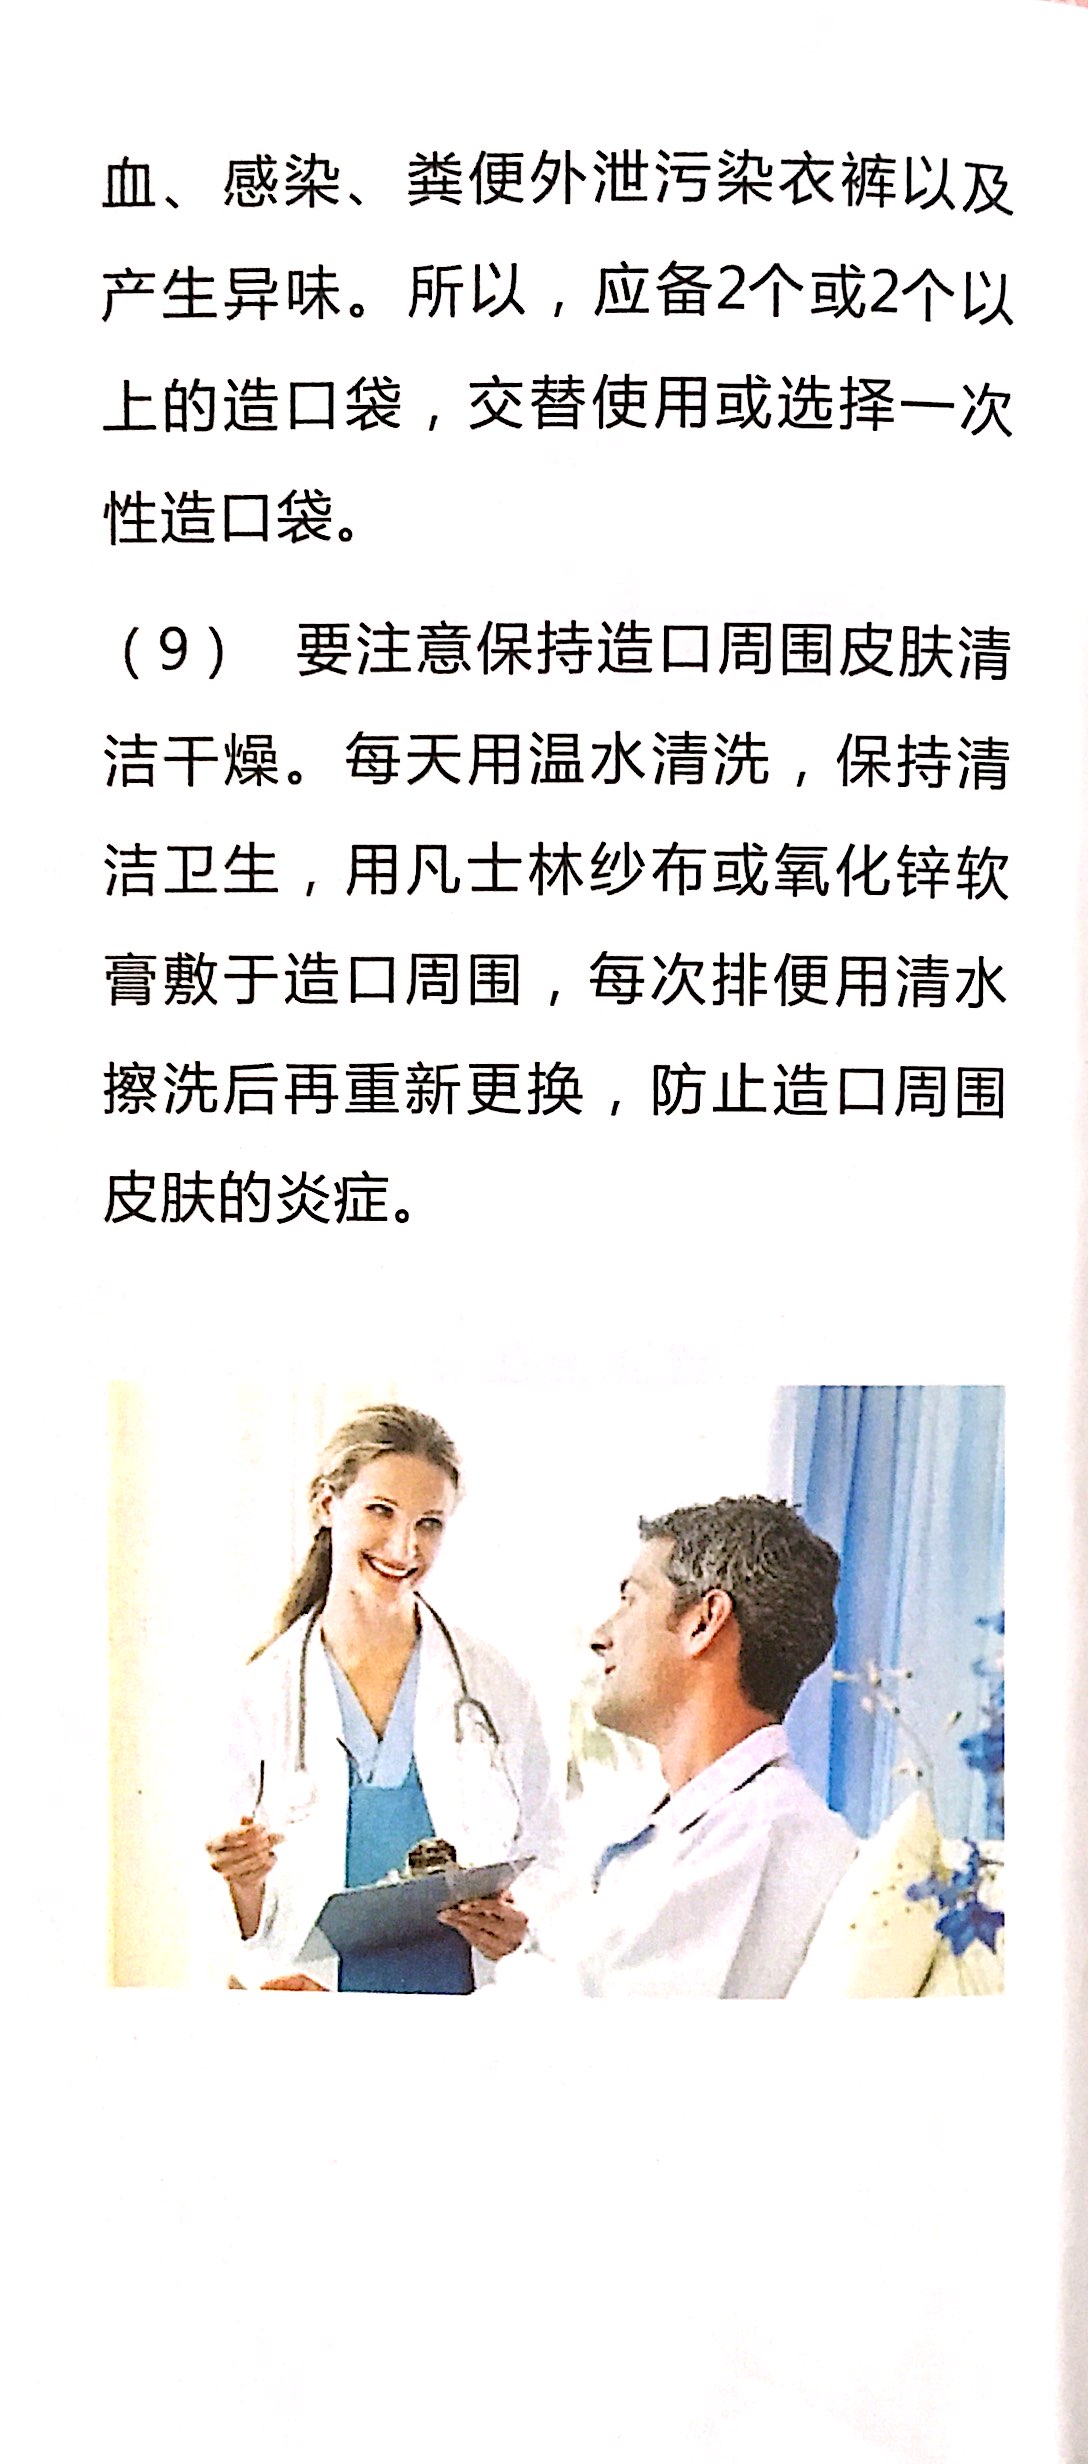 血、感染、粪便外泄污染衣裤以及
产生异味。所以，应备2个或2个以
上的造口袋，交替使用或选择一次
性造口袋。
（9） 要注意保持造口周围皮肤清
洁干燥。每天用温水清洗，保持清
洁卫生，用凡士林纱布或氧化锌软
膏敷于造口周围，每次排便用清水
擦洗后再重新更换，防止造口周围
皮肤的炎症。